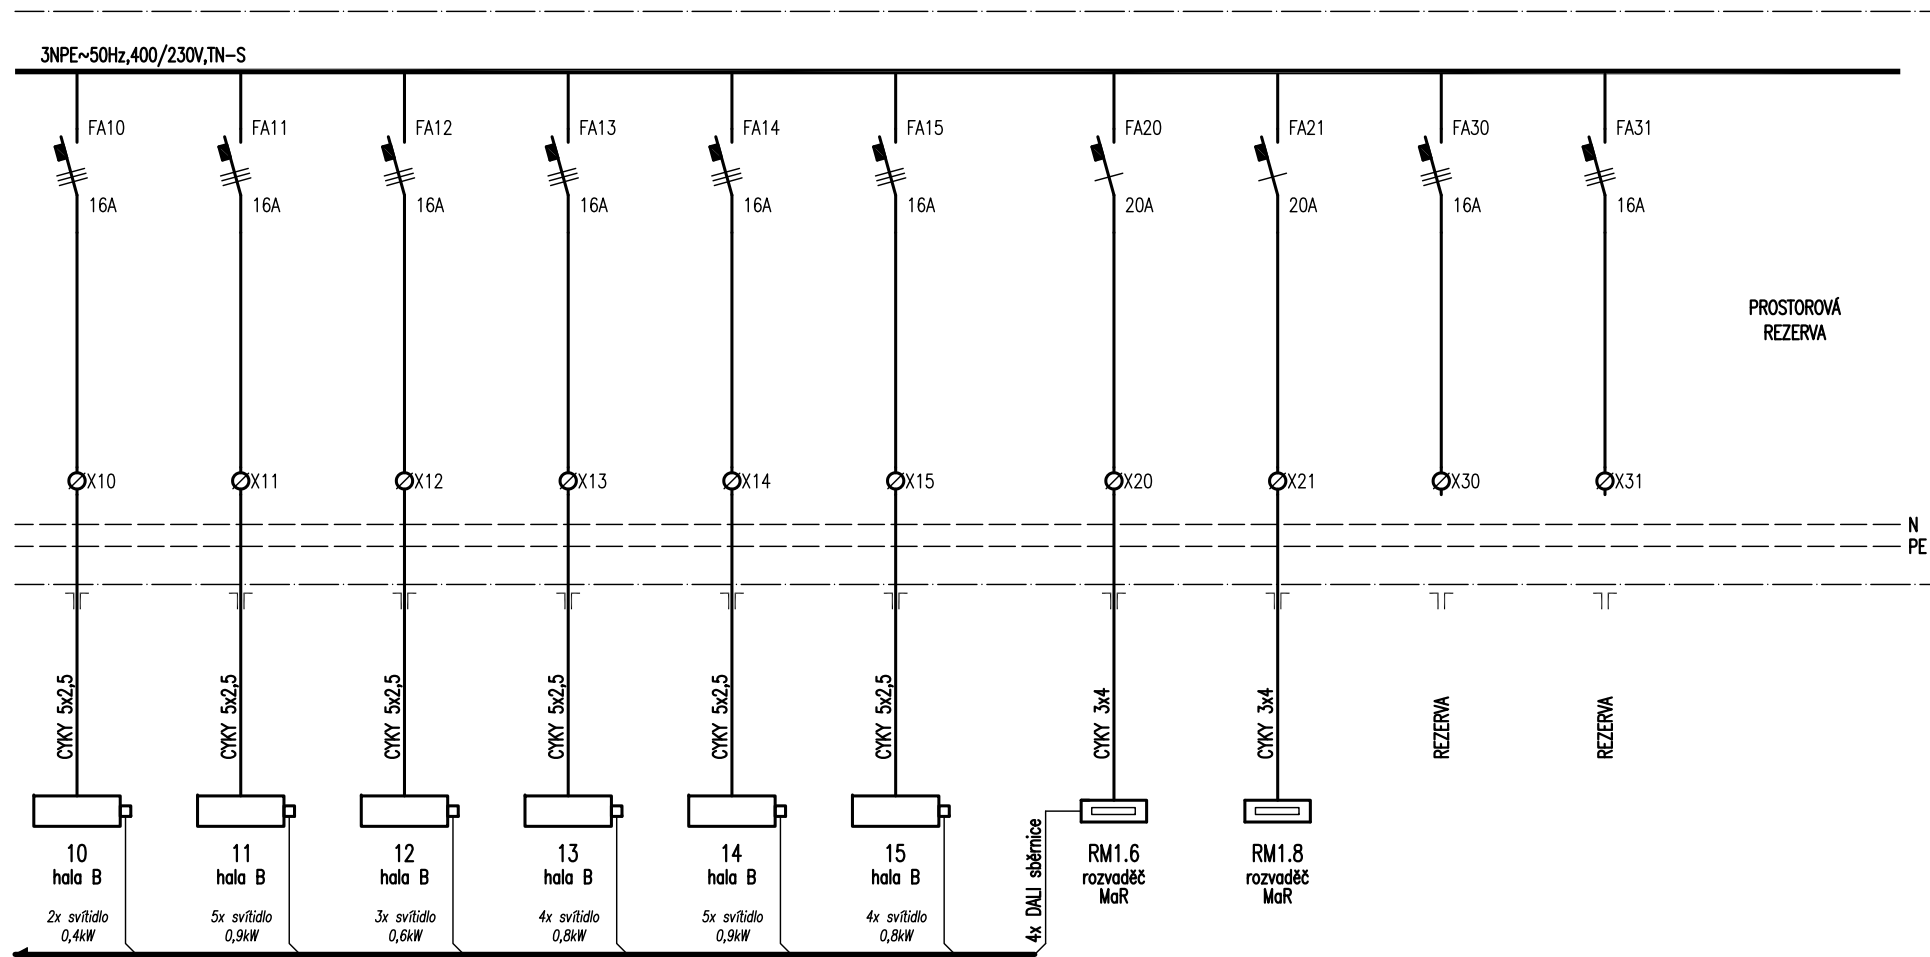 3NPE~50Hz,400/230V,TN-S
FA10
FA11
FA12
FA13
FA14
FA15
FA20
FA21
FA30
FA31
16A
16A
16A
16A
16A
16A
20A
20A
16A
16A
PROSTOROVÁ
REZERVA
X10
X11
X12
X13
X14
X15
X20
X21
X30
X31
N
PE
CYKY 5x2,5
CYKY 5x2,5
CYKY 5x2,5
CYKY 5x2,5
CYKY 5x2,5
CYKY 5x2,5
CYKY 3x4
CYKY 3x4
REZERVA
REZERVA
10
hala B
2x svítidlo
0,4kW
11
hala B
5x svítidlo
0,9kW
12
hala B
3x svítidlo
0,6kW
13
hala B
4x svítidlo
0,8kW
14
hala B
5x svítidlo
0,9kW
15
hala B
4x svítidlo
0,8kW
4x DALI sběrnice
RM1.6
rozvaděč
MaR
RM1.8
rozvaděč
MaR